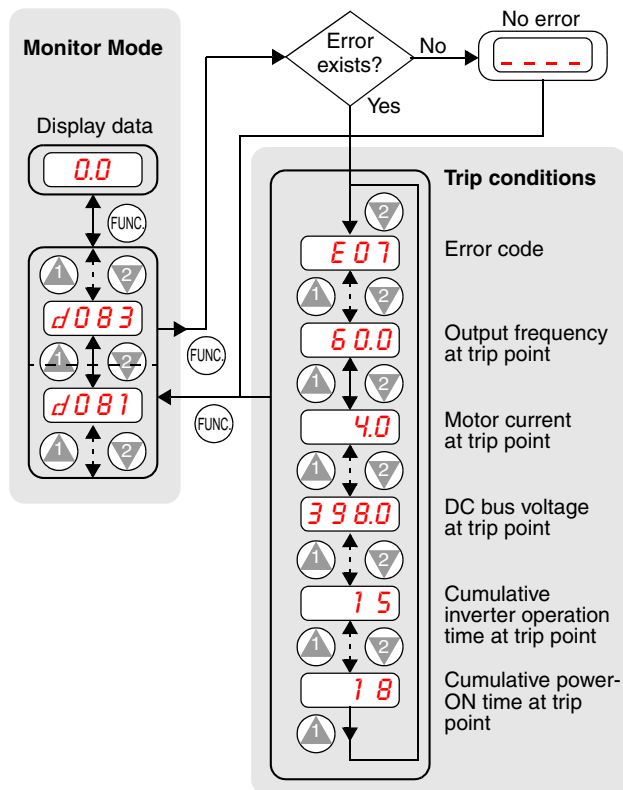 Monitor Mode
Display data
0.0
FUNC.
1 2
d083
1 2
d081
1 2
FUNC.
FUNC.
Error
exists?
No
Yes
No error
_ _ _ _
Trip conditions
2
E07
Error code
1 2
60.0
Output frequency
at trip point
1 2
4.0
Motor current
at trip point
1 2
398.0
DC bus voltage
at trip point
1 2
15
Cumulative
inverter operation
time at trip point
1 2
18
Cumulative power-
ON time at trip
point
1